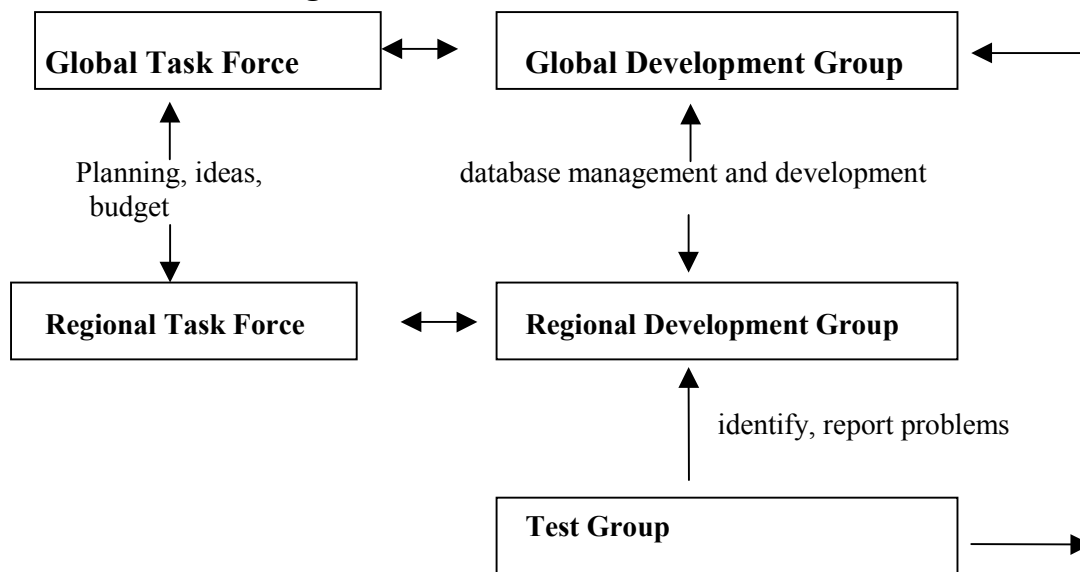 Global Task Force
Global Development Group
Planning, ideas,
budget
database management and development
Regional Task Force
Regional Development Group
identify, report problems
Test Group